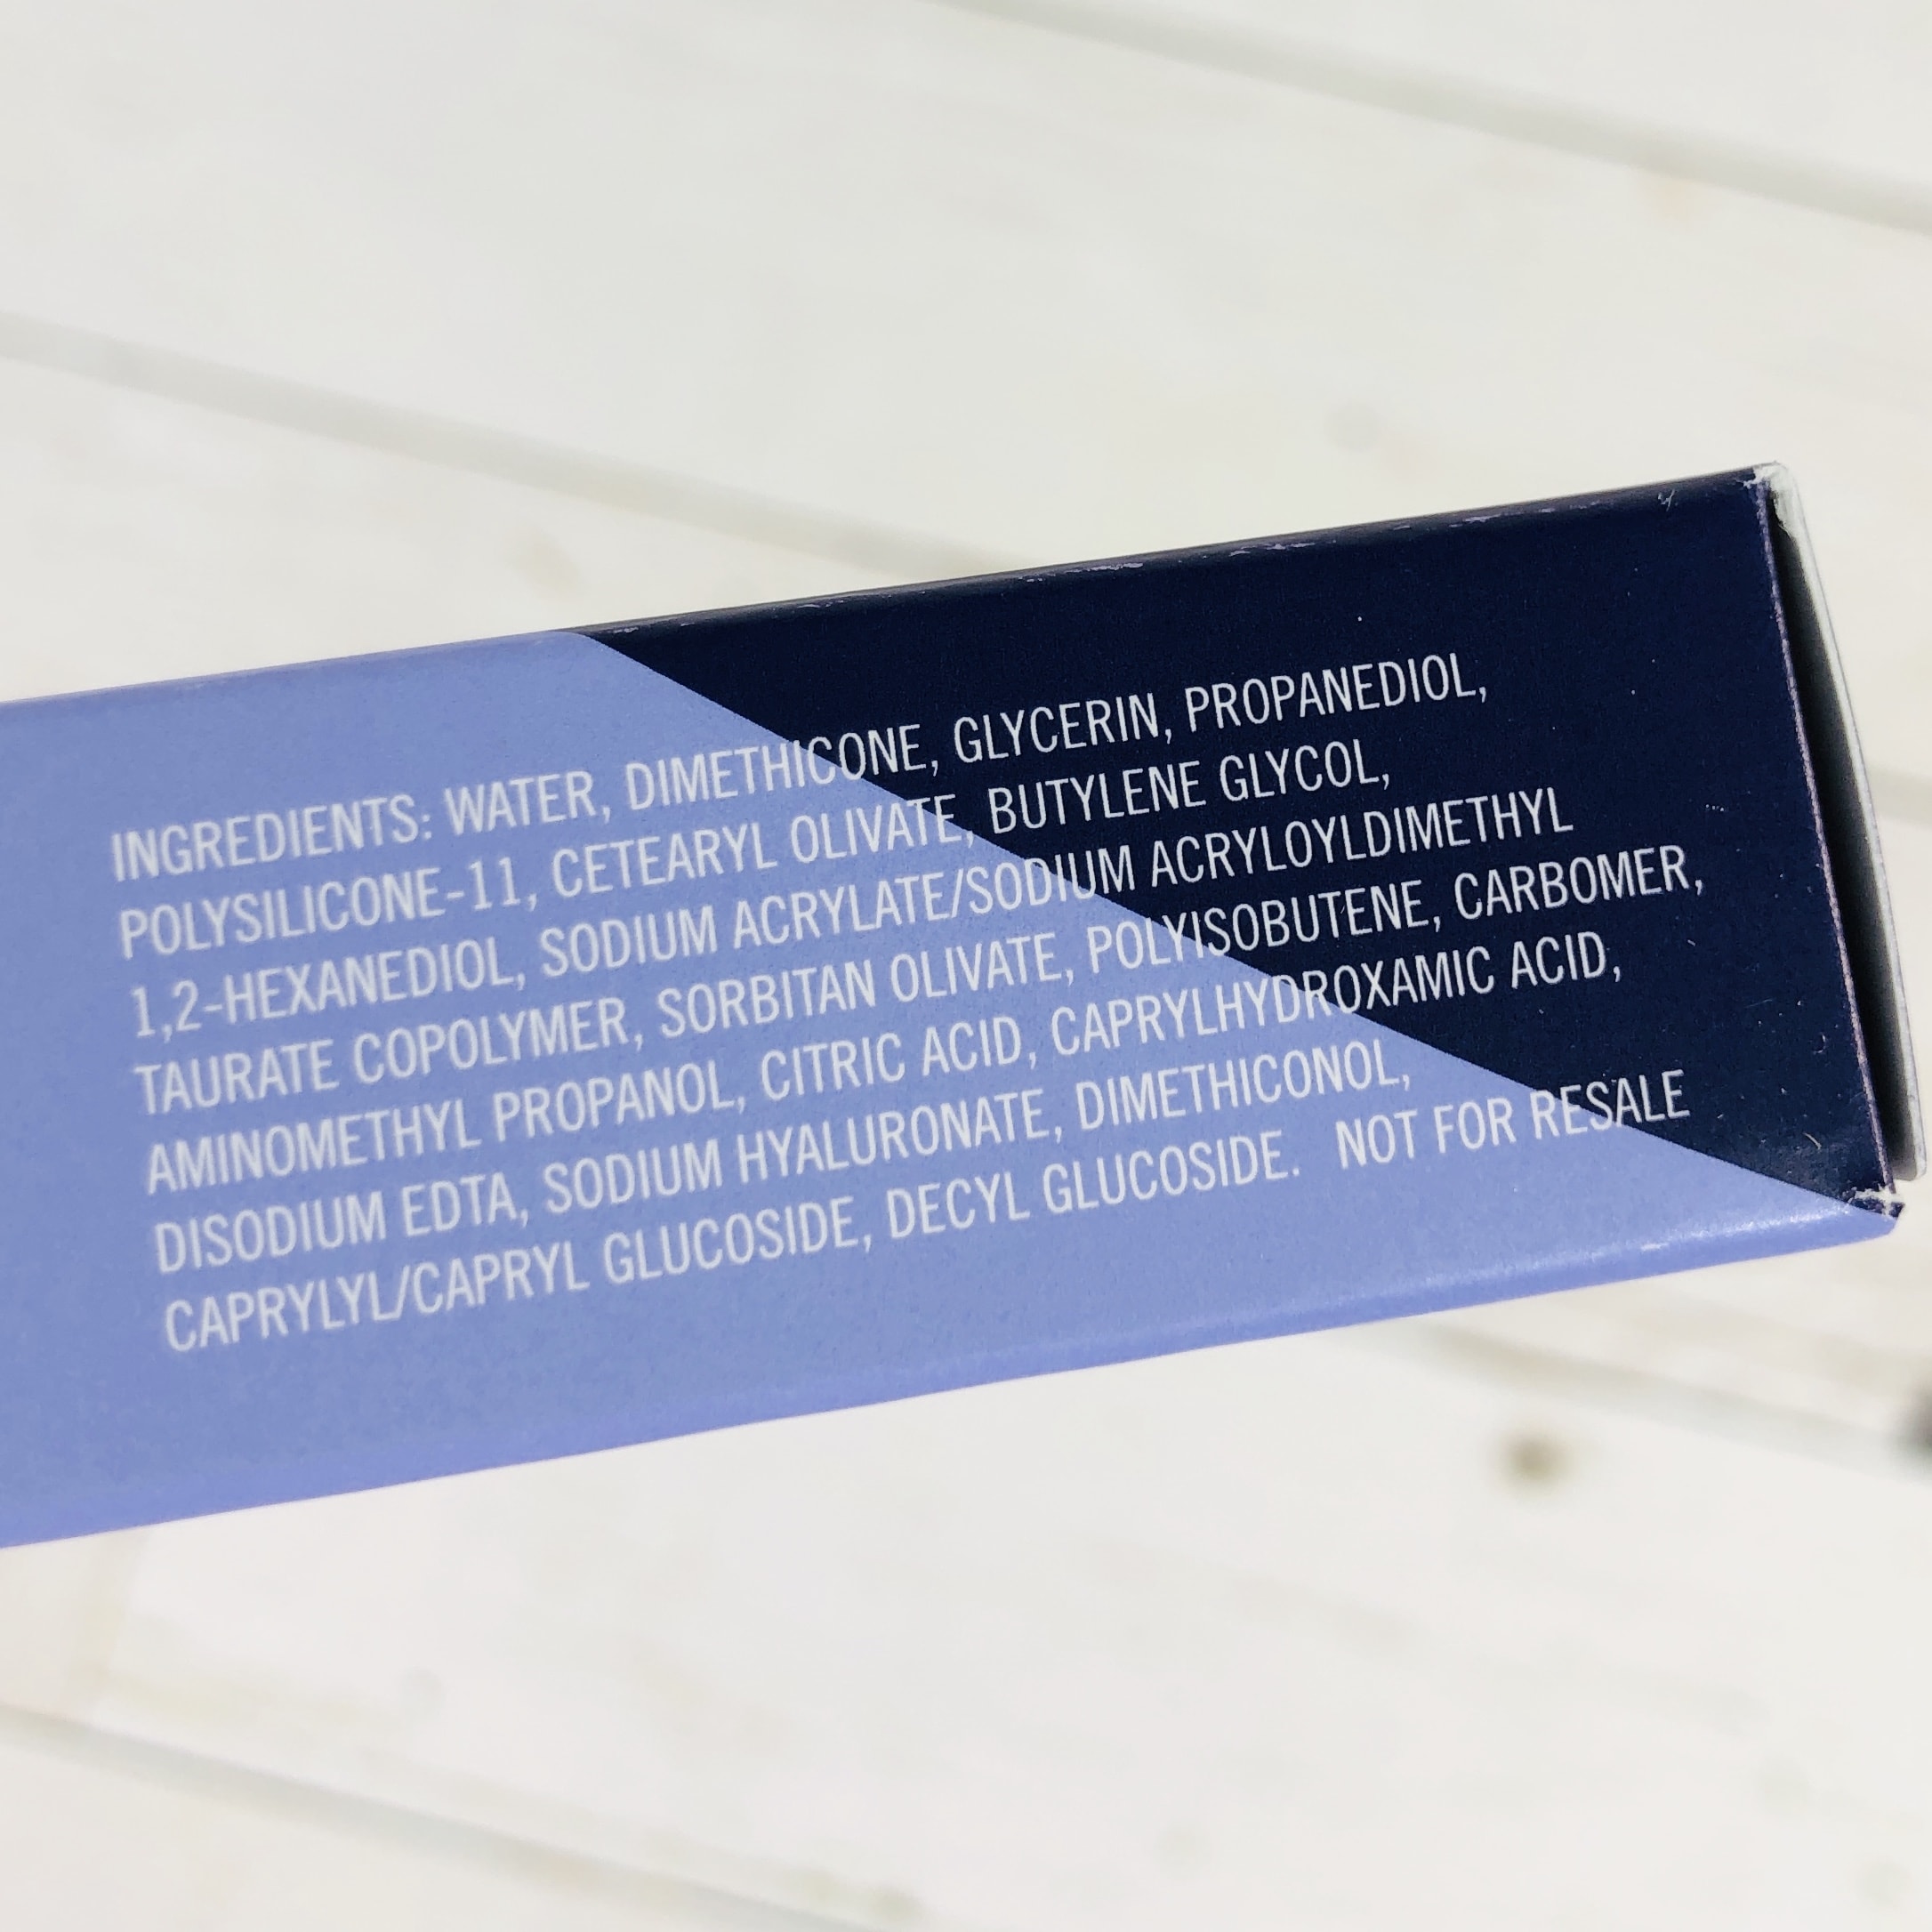 INGREDIENTS: WATER, DIMETHICONE, GLYCERIN, PROPANEDIOL,
POLYSILICONE-11, CETEARYL OLIVATE, BUTYLENE GLYCOL,
1,2-HEXANEDIOL, SODIUM ACRYLATE/SODIUM ACRYLOYLDIMETHYL
TAURATE COPOLYMER, SORBITAN OLIVATE, POLYISOBUTENE, CARBOMER,
AMINOMETHYL PROPANOL, CITRIC ACID, CAPRYLHYDROXAMIC ACID,
DISODIUM EDTA, SODIUM HYALURONATE, DIMETHICONOL,
CAPRYLYL/CAPRYL GLUCOSIDE, DECYL GLUCOSIDE. NOT FOR RESALE